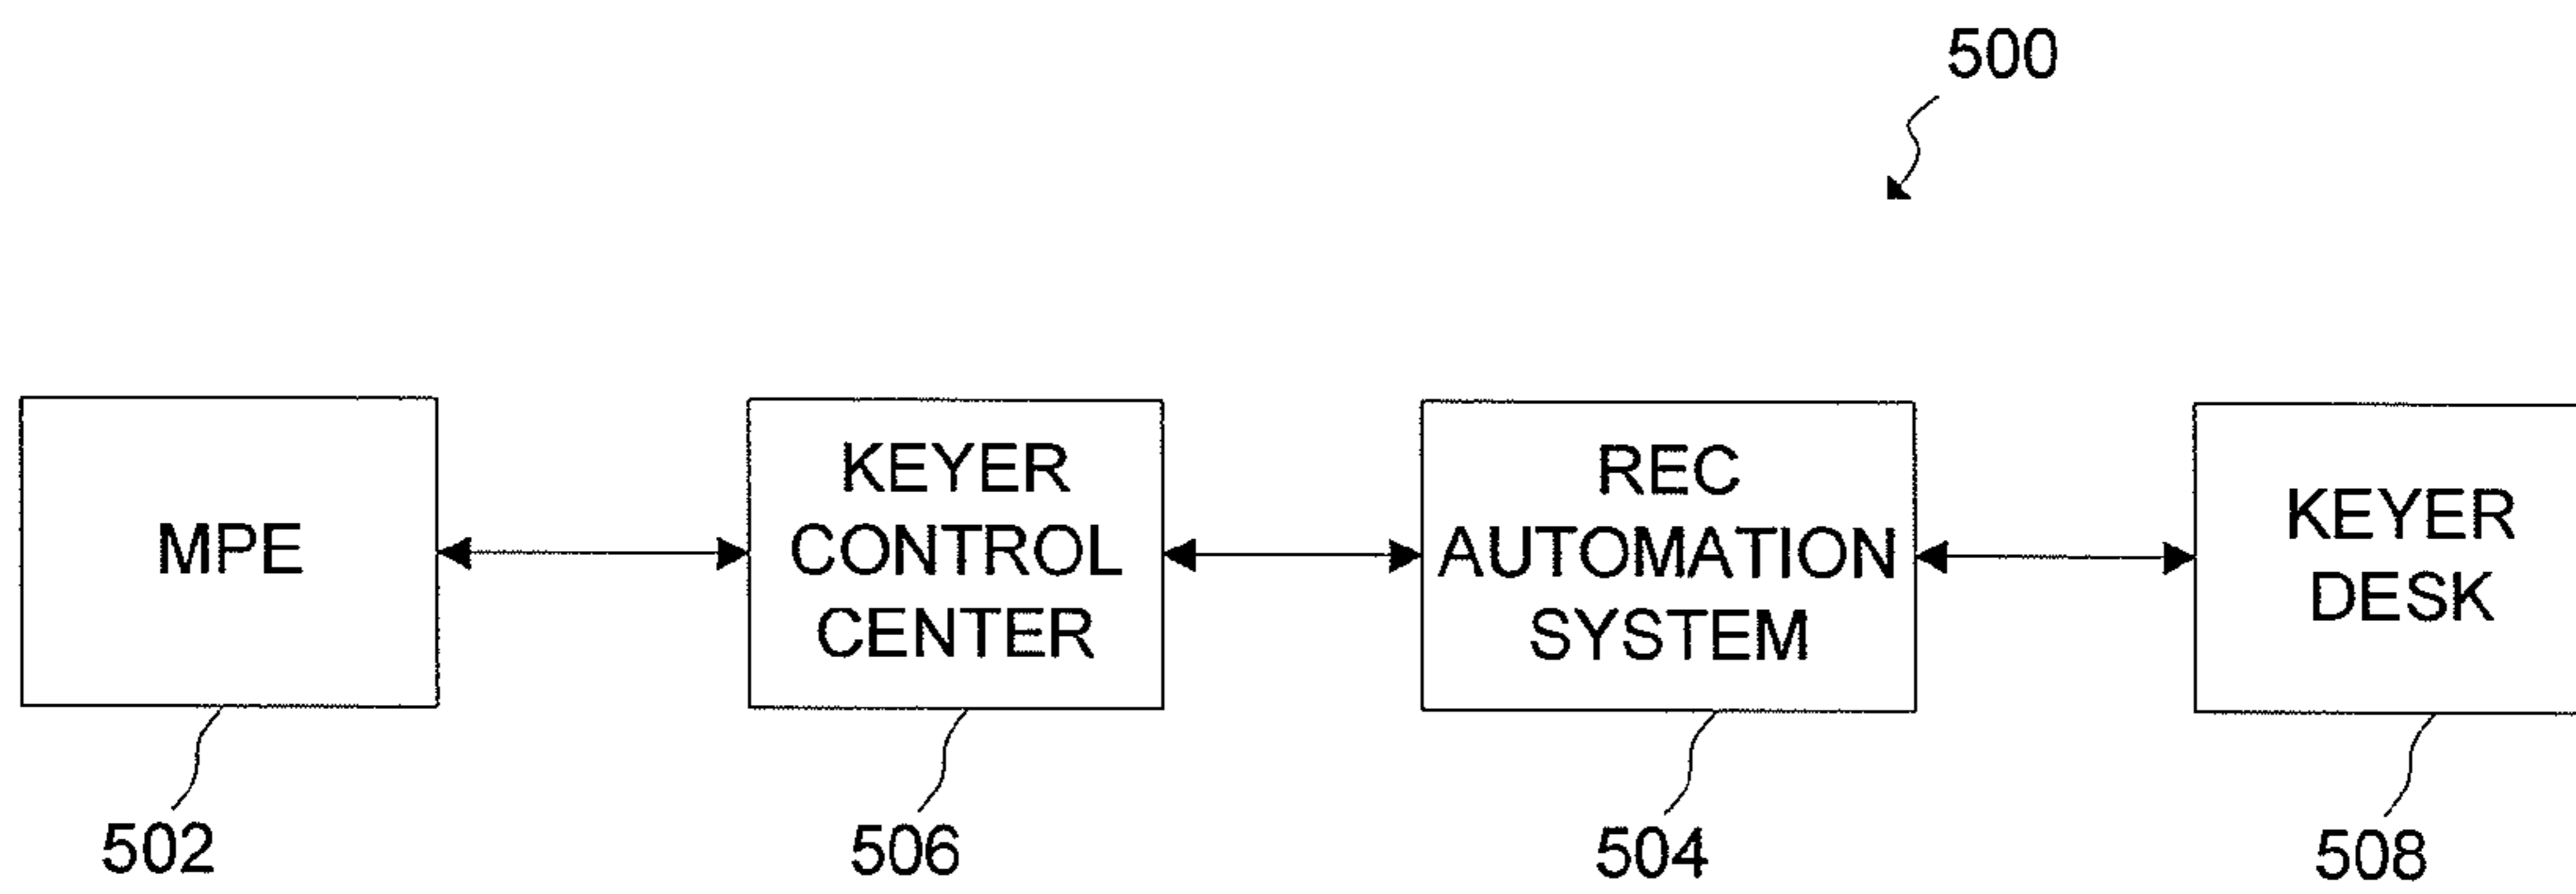 500
MPE
KEYER
CONTROL
CENTER
REC
AUTOMATION
SYSTEM
KEYER
DESK
502
506
504
508